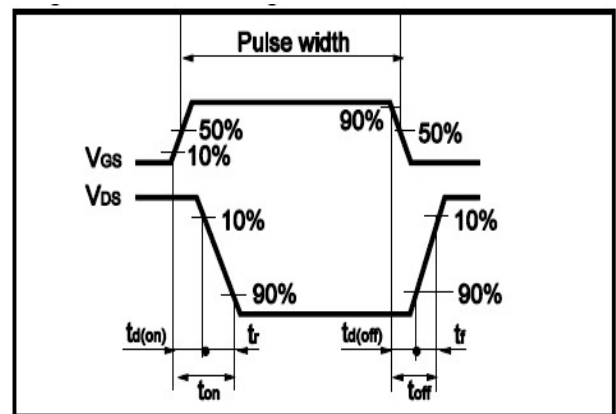 Pulse width
90%
50%
50%
10%
VGS
VDS
10%
10%
90%
90%
td(on)
tr
td(off)
tf
ton
toff